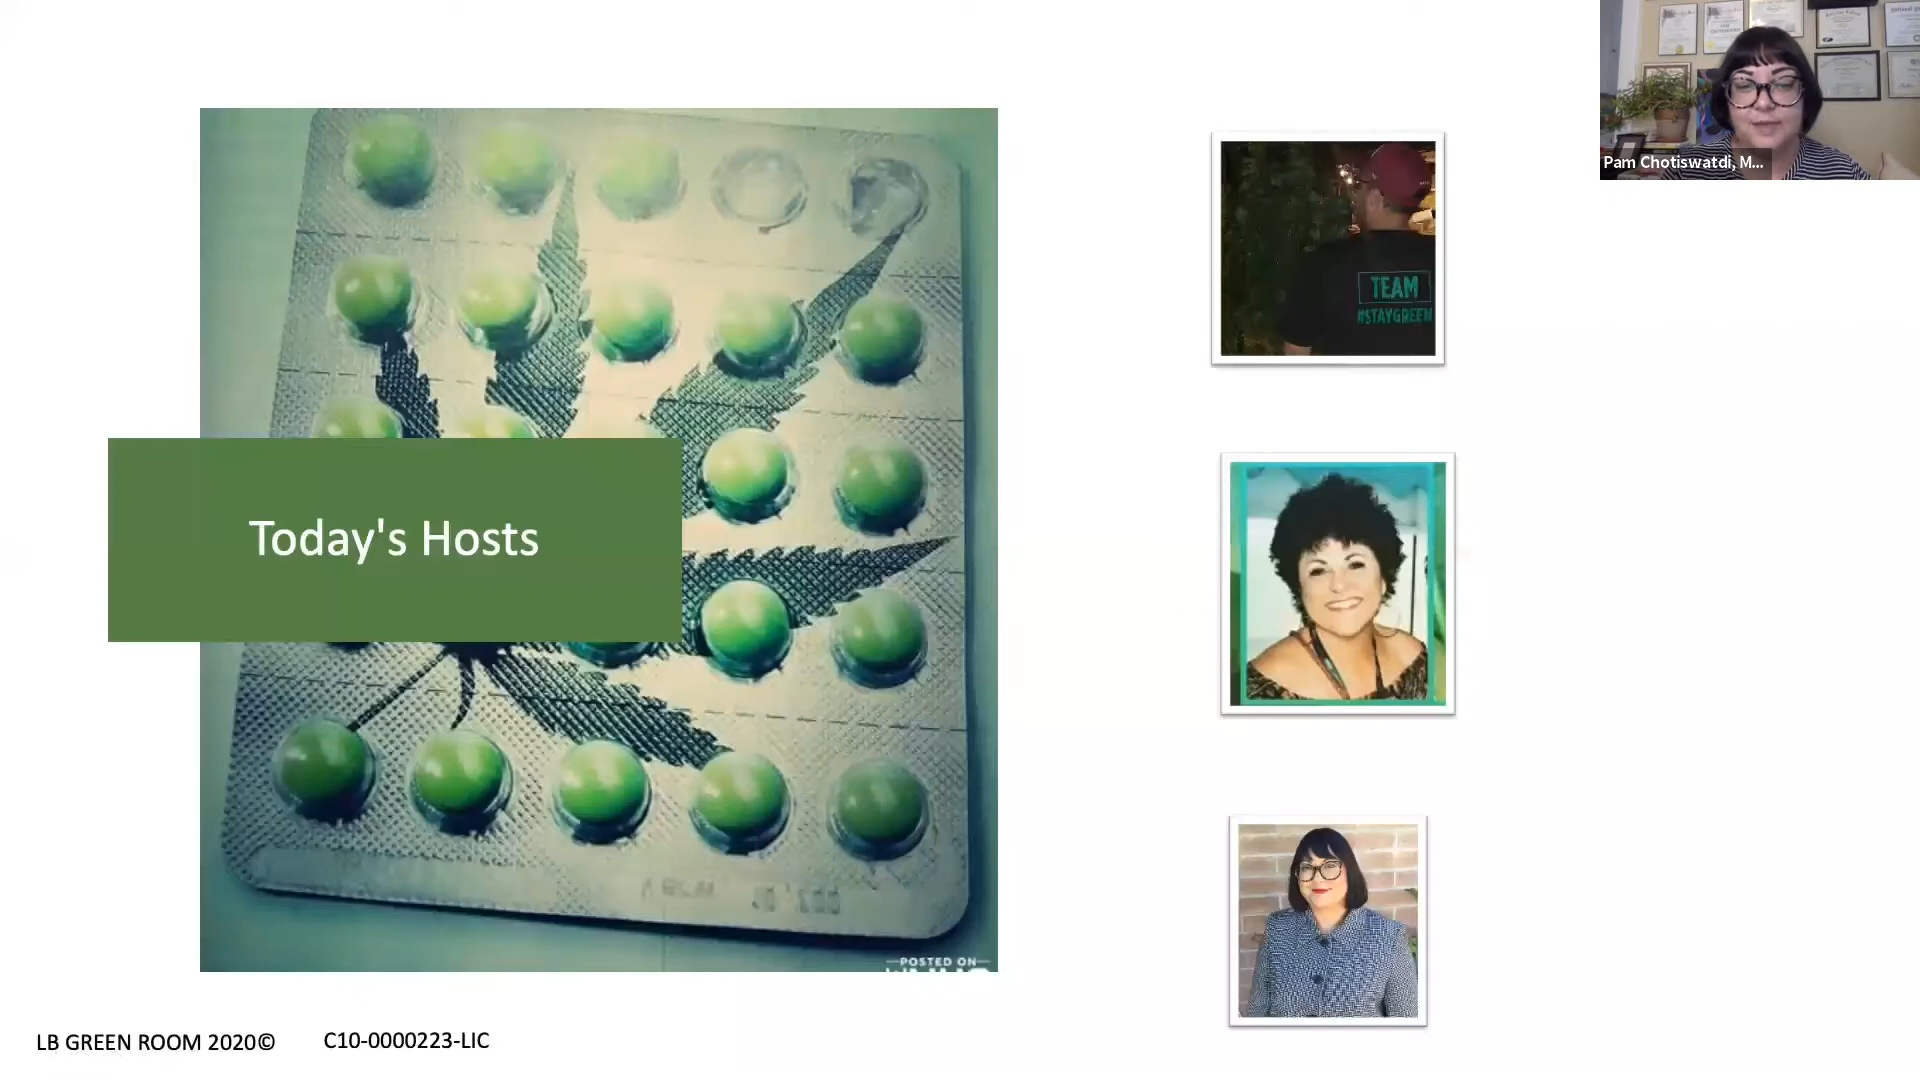 Pam Chotiswatdi, M...
TEAM
#STAYGREEN
Today's Hosts
POSTED ON
LB GREEN ROOM 2020©
C10-0000223-LIC